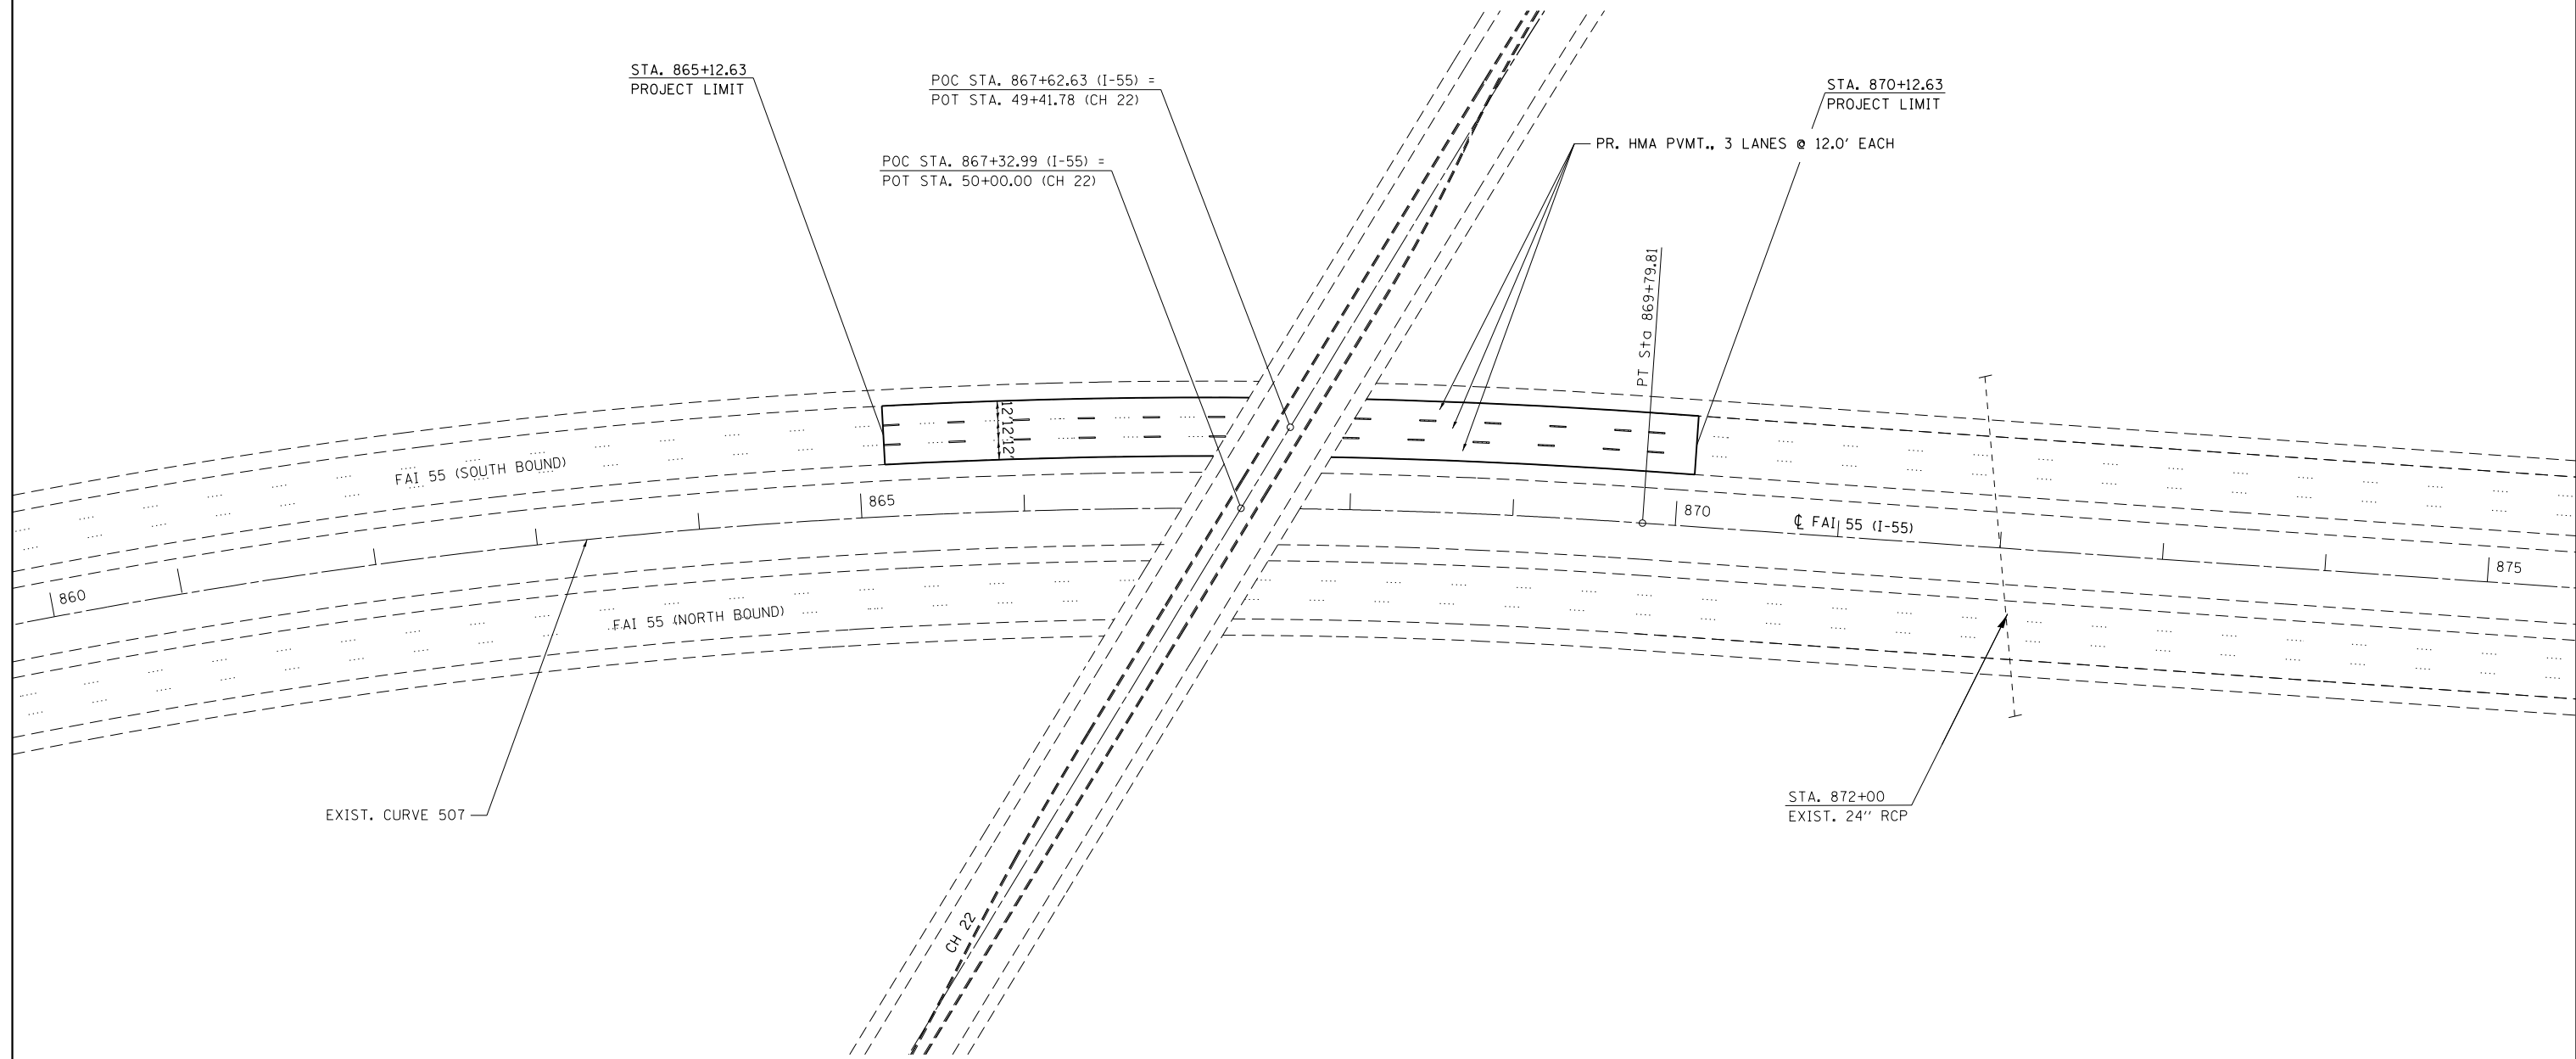 STA. 865+12.63
PROJECT LIMIT
POC STA. 867+62.63 (I-55) =
POT STA. 49+41.78 (CH 22)
STA. 870+12.63
PROJECT LIMIT
PR. HMA PVMT., 3 LANES @ 12.0' EACH
POC STA. 867+32.99 (I-55) =
POT STA. 50+00.00 (CH 22)
PT Sta 869+79.81
12'
12'
12'
FAI 55 (SOUTH BOUND)
865
870
℄ FAI 55 (I-55)
875
860
FAI 55 (NORTH BOUND)
STA. 872+00
EXIST. 24'' RCP
EXIST. CURVE 507
CH 22